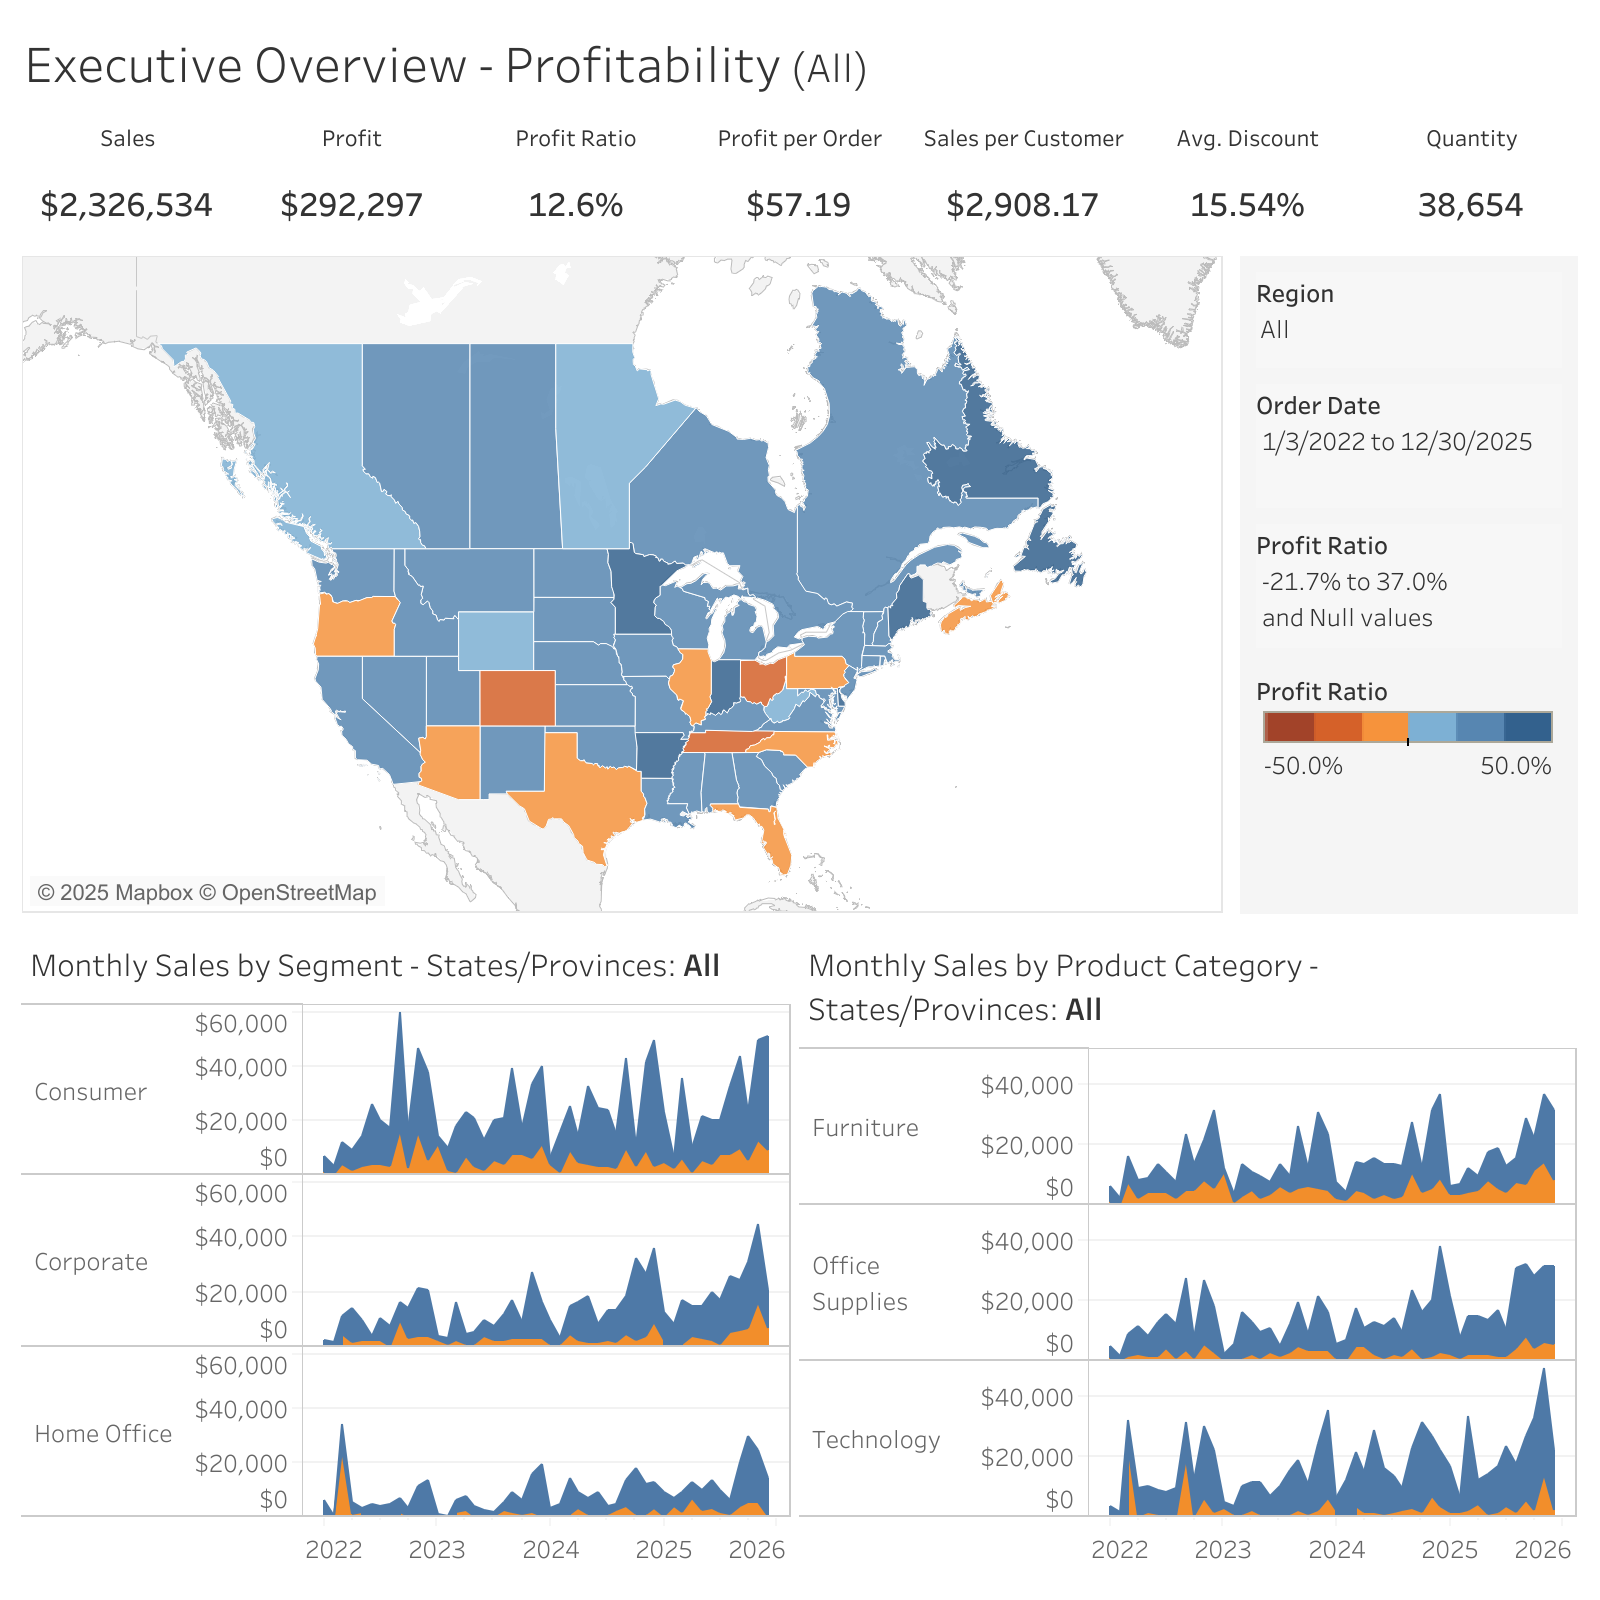 Executive Overview - Profitability (All)
Sales Profit Profit Ratio Profit per Order Sales per Customer Avg. Discount Quantity
$2,326,534 $292,297 12.6% $57.19 $2,908.17 15.54% 38,654
Region
All
Order Date
1/3/2022 to 12/30/2025
Profit Ratio
-21.7% to 37.0%
and Null values
Profit Ratio
-50.0% 50.0%
© 2025 Mapbox © OpenStreetMap
Monthly Sales by Segment - States/Provinces: All
Consumer
$60,000
$40,000
$20,000
$0
Corporate
$60,000
$40,000
$20,000
$0
Home Office
$60,000
$40,000
$20,000
$0
2022 2023 2024 2025 2026
Monthly Sales by Product Category -
States/Provinces: All
Furniture
$40,000
$20,000
$0
Office
Supplies
$40,000
$20,000
$0
Technology
$40,000
$20,000
$0
2022 2023 2024 2025 2026